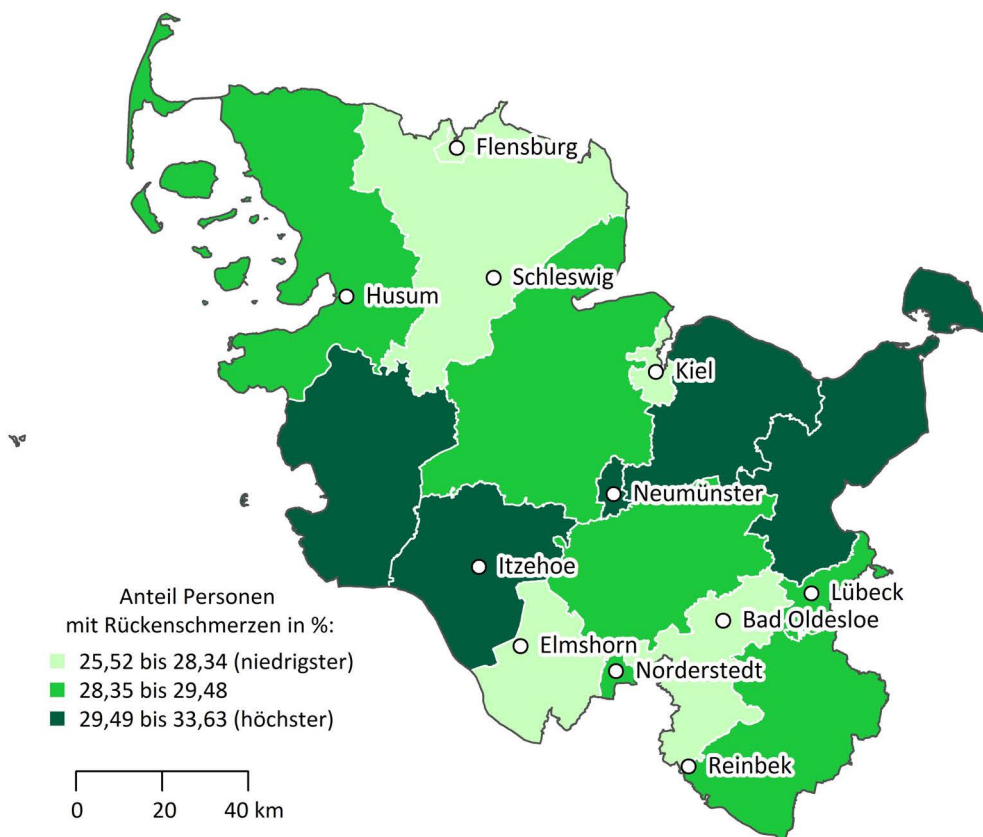 Flensburg
Schleswig
Husum
Kiel
Neumünster
Itzehoe
Lübeck
Bad Oldesloe
Elmshorn
Norderstedt
Reinbek
Anteil Personen
mit Rückenschmerzen in %:
25,52 bis 28,34 (niedrigster)
28,35 bis 29,48
29,49 bis 33,63 (höchster)
0 20 40 km